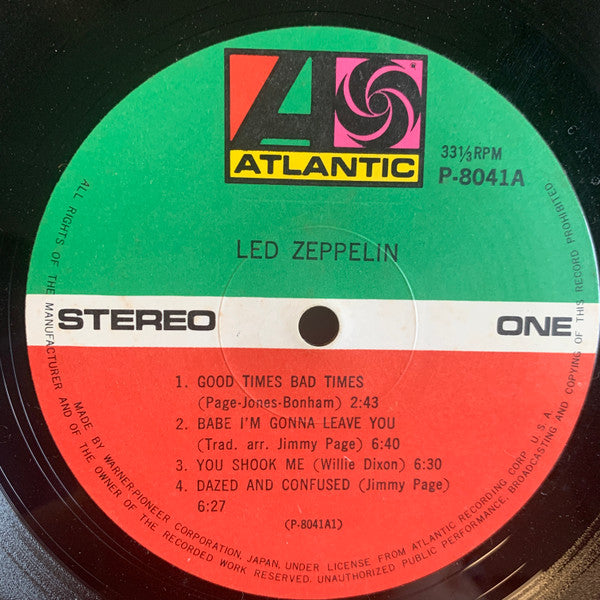 ATLANTIC
33⅓ RPM
P-8041A
LED ZEPPELIN
STEREO
ONE
1. GOOD TIMES BAD TIMES
(Page-Jones-Bonham) 2:43
2. BABE I'M GONNA LEAVE YOU
(Trad. arr. Jimmy Page) 6:40
3. YOU SHOOK ME (Willie Dixon) 6:30
4. DAZED AND CONFUSED (Jimmy Page)
6:27
(P-8041A1)
ALL RIGHTS OF THE MANUFACTURER AND OF THE OWNER OF THE RECORDED WORK RESERVED. UNAUTHORIZED PUBLIC PERFORMANCE, BROADCASTING AND COPYING OF THIS RECORD PROHIBITED.
MADE BY WARNER-PIONEER CORPORATION, JAPAN, UNDER LICENSE FROM ATLANTIC RECORDING CORP. U.S.A.